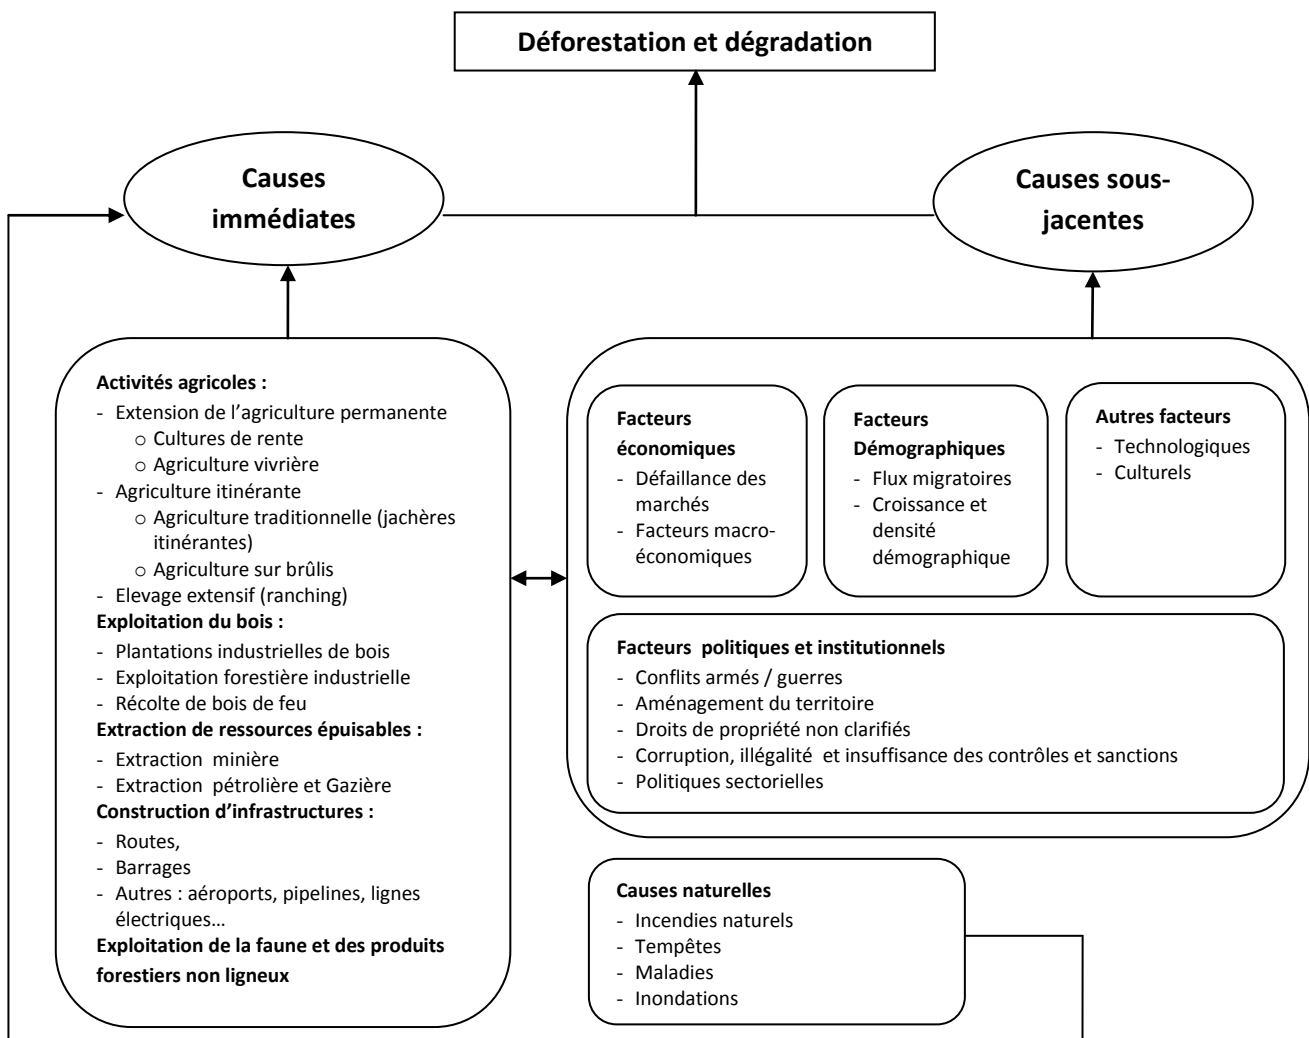 Déforestation et dégradation
Causes
immédiates
Causes sous-
jacentes
Activités agricoles :
- Extension de l’agriculture permanente
o Cultures de rente
o Agriculture vivrière
- Agriculture itinérante
o Agriculture traditionnelle (jachères
itinérantes)
o Agriculture sur brûlis
- Elevage extensif (ranching)
Exploitation du bois :
- Plantations industrielles de bois
- Exploitation forestière industrielle
- Récolte de bois de feu
Extraction de ressources épuisables :
- Extraction minière
- Extraction pétrolière et Gazière
Construction d’infrastructures :
- Routes,
- Barrages
- Autres : aéroports, pipelines, lignes
électriques…
Exploitation de la faune et des produits
forestiers non ligneux
Facteurs
économiques
- Défaillance des
marchés
- Facteurs macro-
économiques
Facteurs
Démographiques
- Flux migratoires
- Croissance et
densité
démographique
Autres facteurs
- Technologiques
- Culturels
Facteurs politiques et institutionnels
- Conflits armés / guerres
- Aménagement du territoire
- Droits de propriété non clarifiés
- Corruption, illégalité et insuffisance des contrôles et sanctions
- Politiques sectorielles
Causes naturelles
- Incendies naturels
- Tempêtes
- Maladies
- Inondations